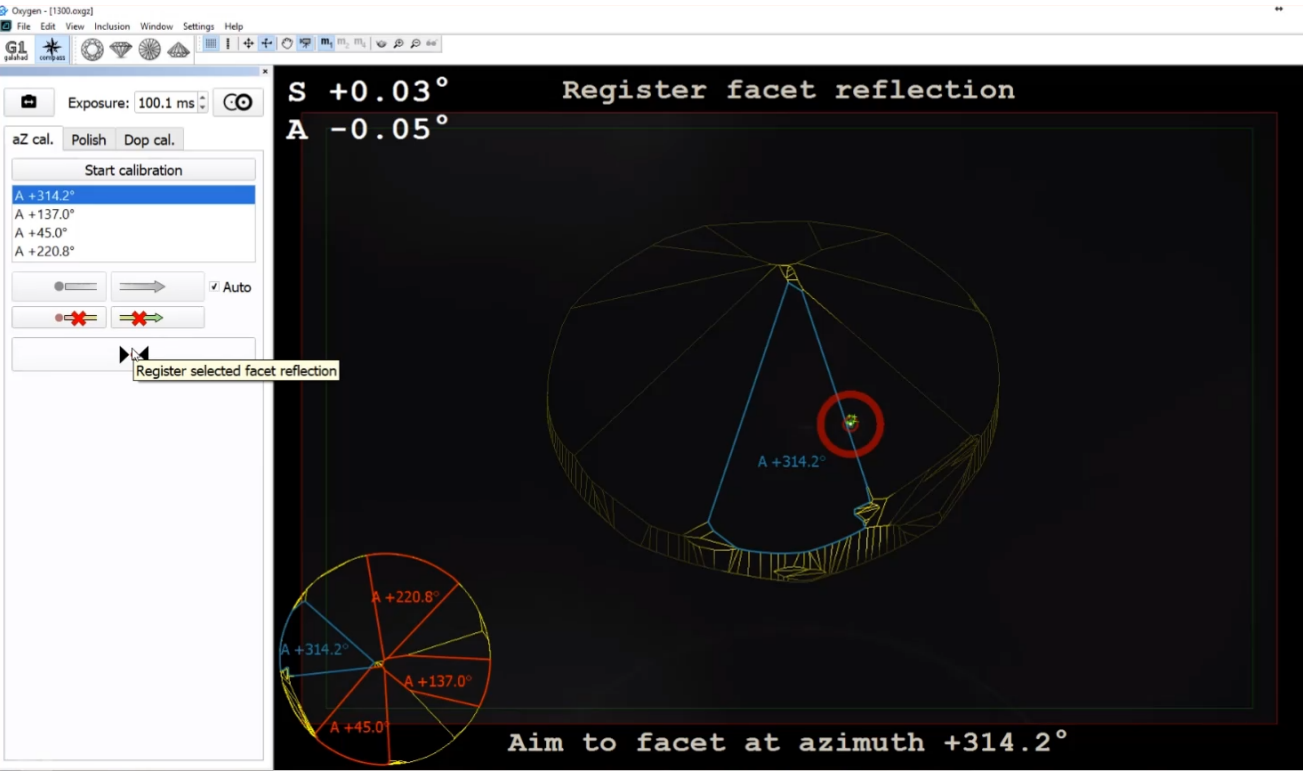 Oxygen - [1300.oxgz]
File Edit View Inclusion Window Settings Help
G1
galahad
compass
m1 m2 m4
Exposure: 100.1 ms
aZ cal. Polish Dop cal.
Start calibration
A +314.2°
A +137.0°
A +45.0°
A +220.8°
Auto
Register selected facet reflection
S +0.03°
Register facet reflection
A -0.05°
A +314.2°
A +220.8°
A +314.2°
A +137.0°
A +45.0°
Aim to facet at azimuth +314.2°